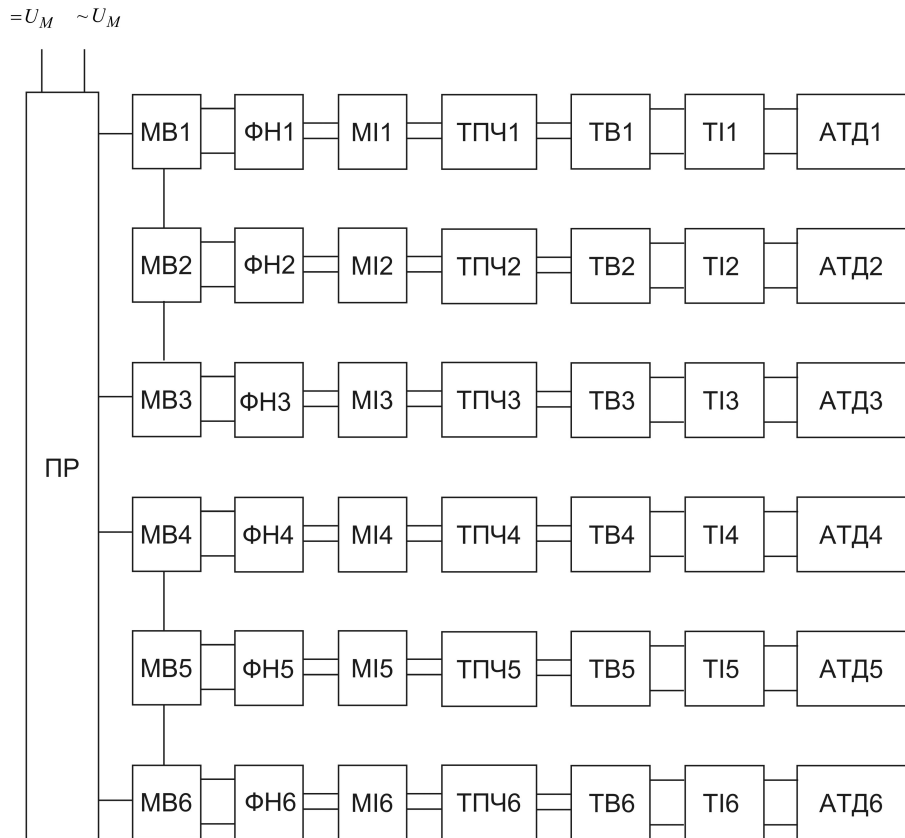 =U_M ~U_M
МВ1 ФН1 МІ1 ТПЧ1 ТВ1 ТІ1 АТД1
МВ2 ФН2 МІ2 ТПЧ2 ТВ2 ТІ2 АТД2
МВ3 ФН3 МІ3 ТПЧ3 ТВ3 ТІ3 АТД3
ПР
МВ4 ФН4 МІ4 ТПЧ4 ТВ4 ТІ4 АТД4
МВ5 ФН5 МІ5 ТПЧ5 ТВ5 ТІ5 АТД5
МВ6 ФН6 МІ6 ТПЧ6 ТВ6 ТІ6 АТД6